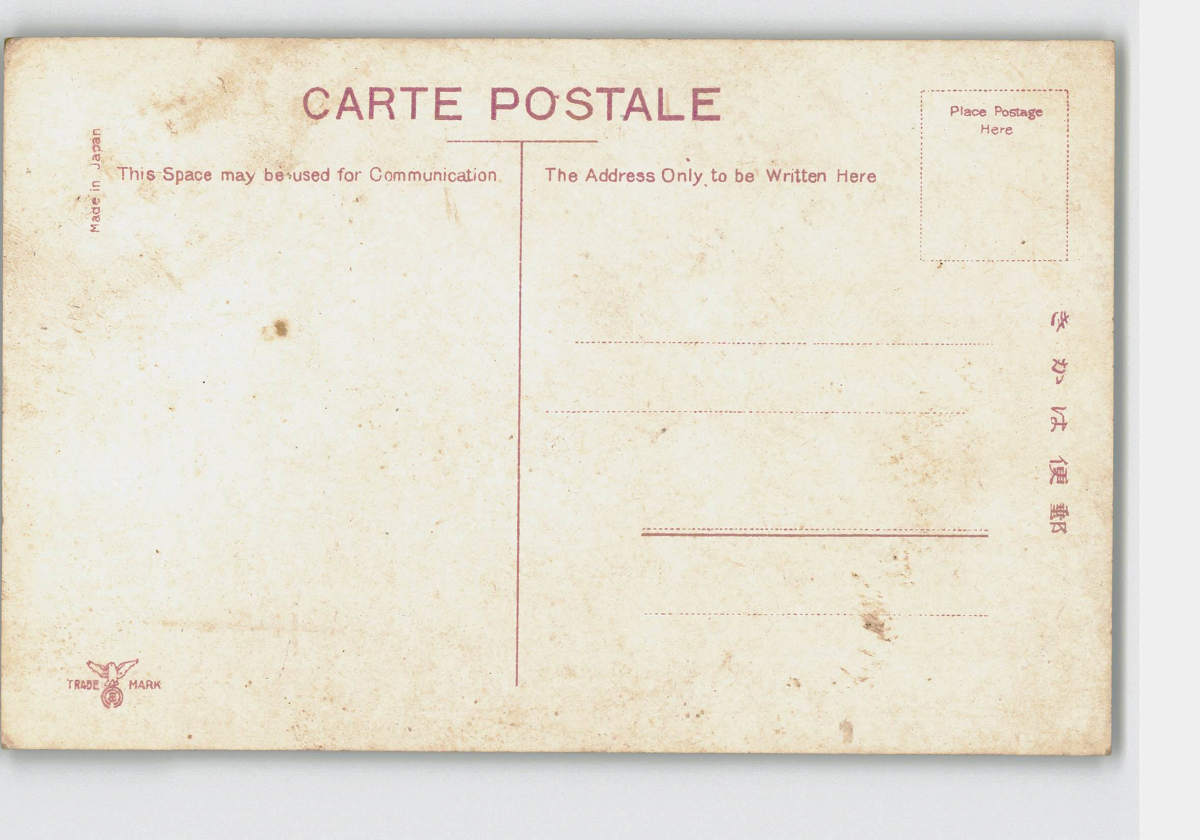 CARTE POSTALE
Place Postage
Here
Made in Japan
This Space may be used for Communication
The Address Only to be Written Here
郵便はかき
TRADE MARK